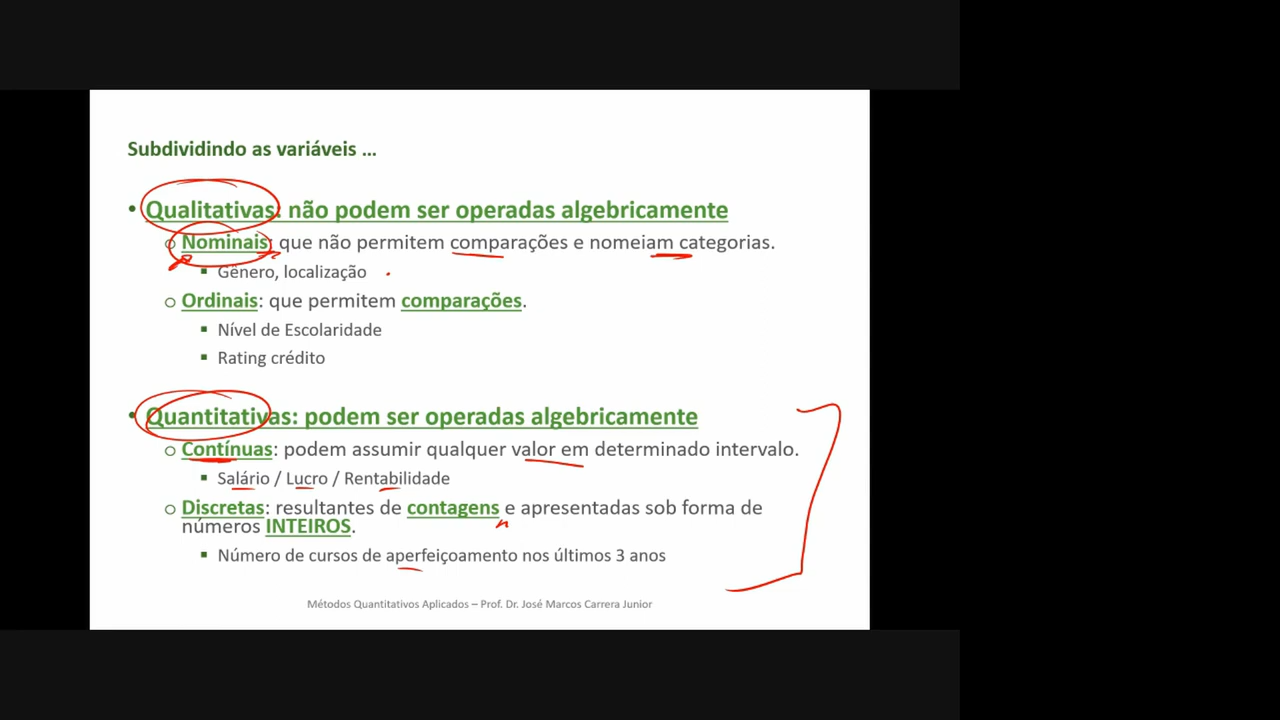 Subdividindo as variáveis ...
• Qualitativas: não podem ser operadas algebricamente
o Nominais: que não permitem comparações e nomeiam categorias.
▪ Gênero, localização
o Ordinais: que permitem comparações.
▪ Nível de Escolaridade
▪ Rating crédito
• Quantitativas: podem ser operadas algebricamente
o Contínuas: podem assumir qualquer valor em determinado intervalo.
▪ Salário / Lucro / Rentabilidade
o Discretas: resultantes de contagens e apresentadas sob forma de
números INTEIROS.
▪ Número de cursos de aperfeiçoamento nos últimos 3 anos
Métodos Quantitativos Aplicados – Prof. Dr. José Marcos Carrera Junior